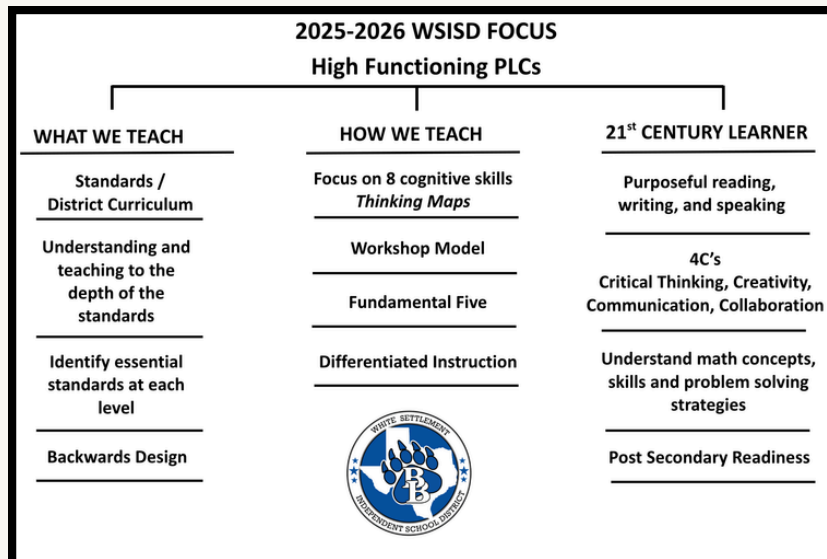 2025-2026 WSISD FOCUS
High Functioning PLCs
WHAT WE TEACH
Standards /
District Curriculum
Understanding and
teaching to the
depth of the
standards
Identify essential
standards at each
level
Backwards Design
HOW WE TEACH
Focus on 8 cognitive skills
Thinking Maps
Workshop Model
Fundamental Five
Differentiated Instruction
WHITE SETTLEMENT
BB
INDEPENDENT SCHOOL DISTRICT
21st CENTURY LEARNER
Purposeful reading,
writing, and speaking
4C's
Critical Thinking, Creativity,
Communication, Collaboration
Understand math concepts,
skills and problem solving
strategies
Post Secondary Readiness